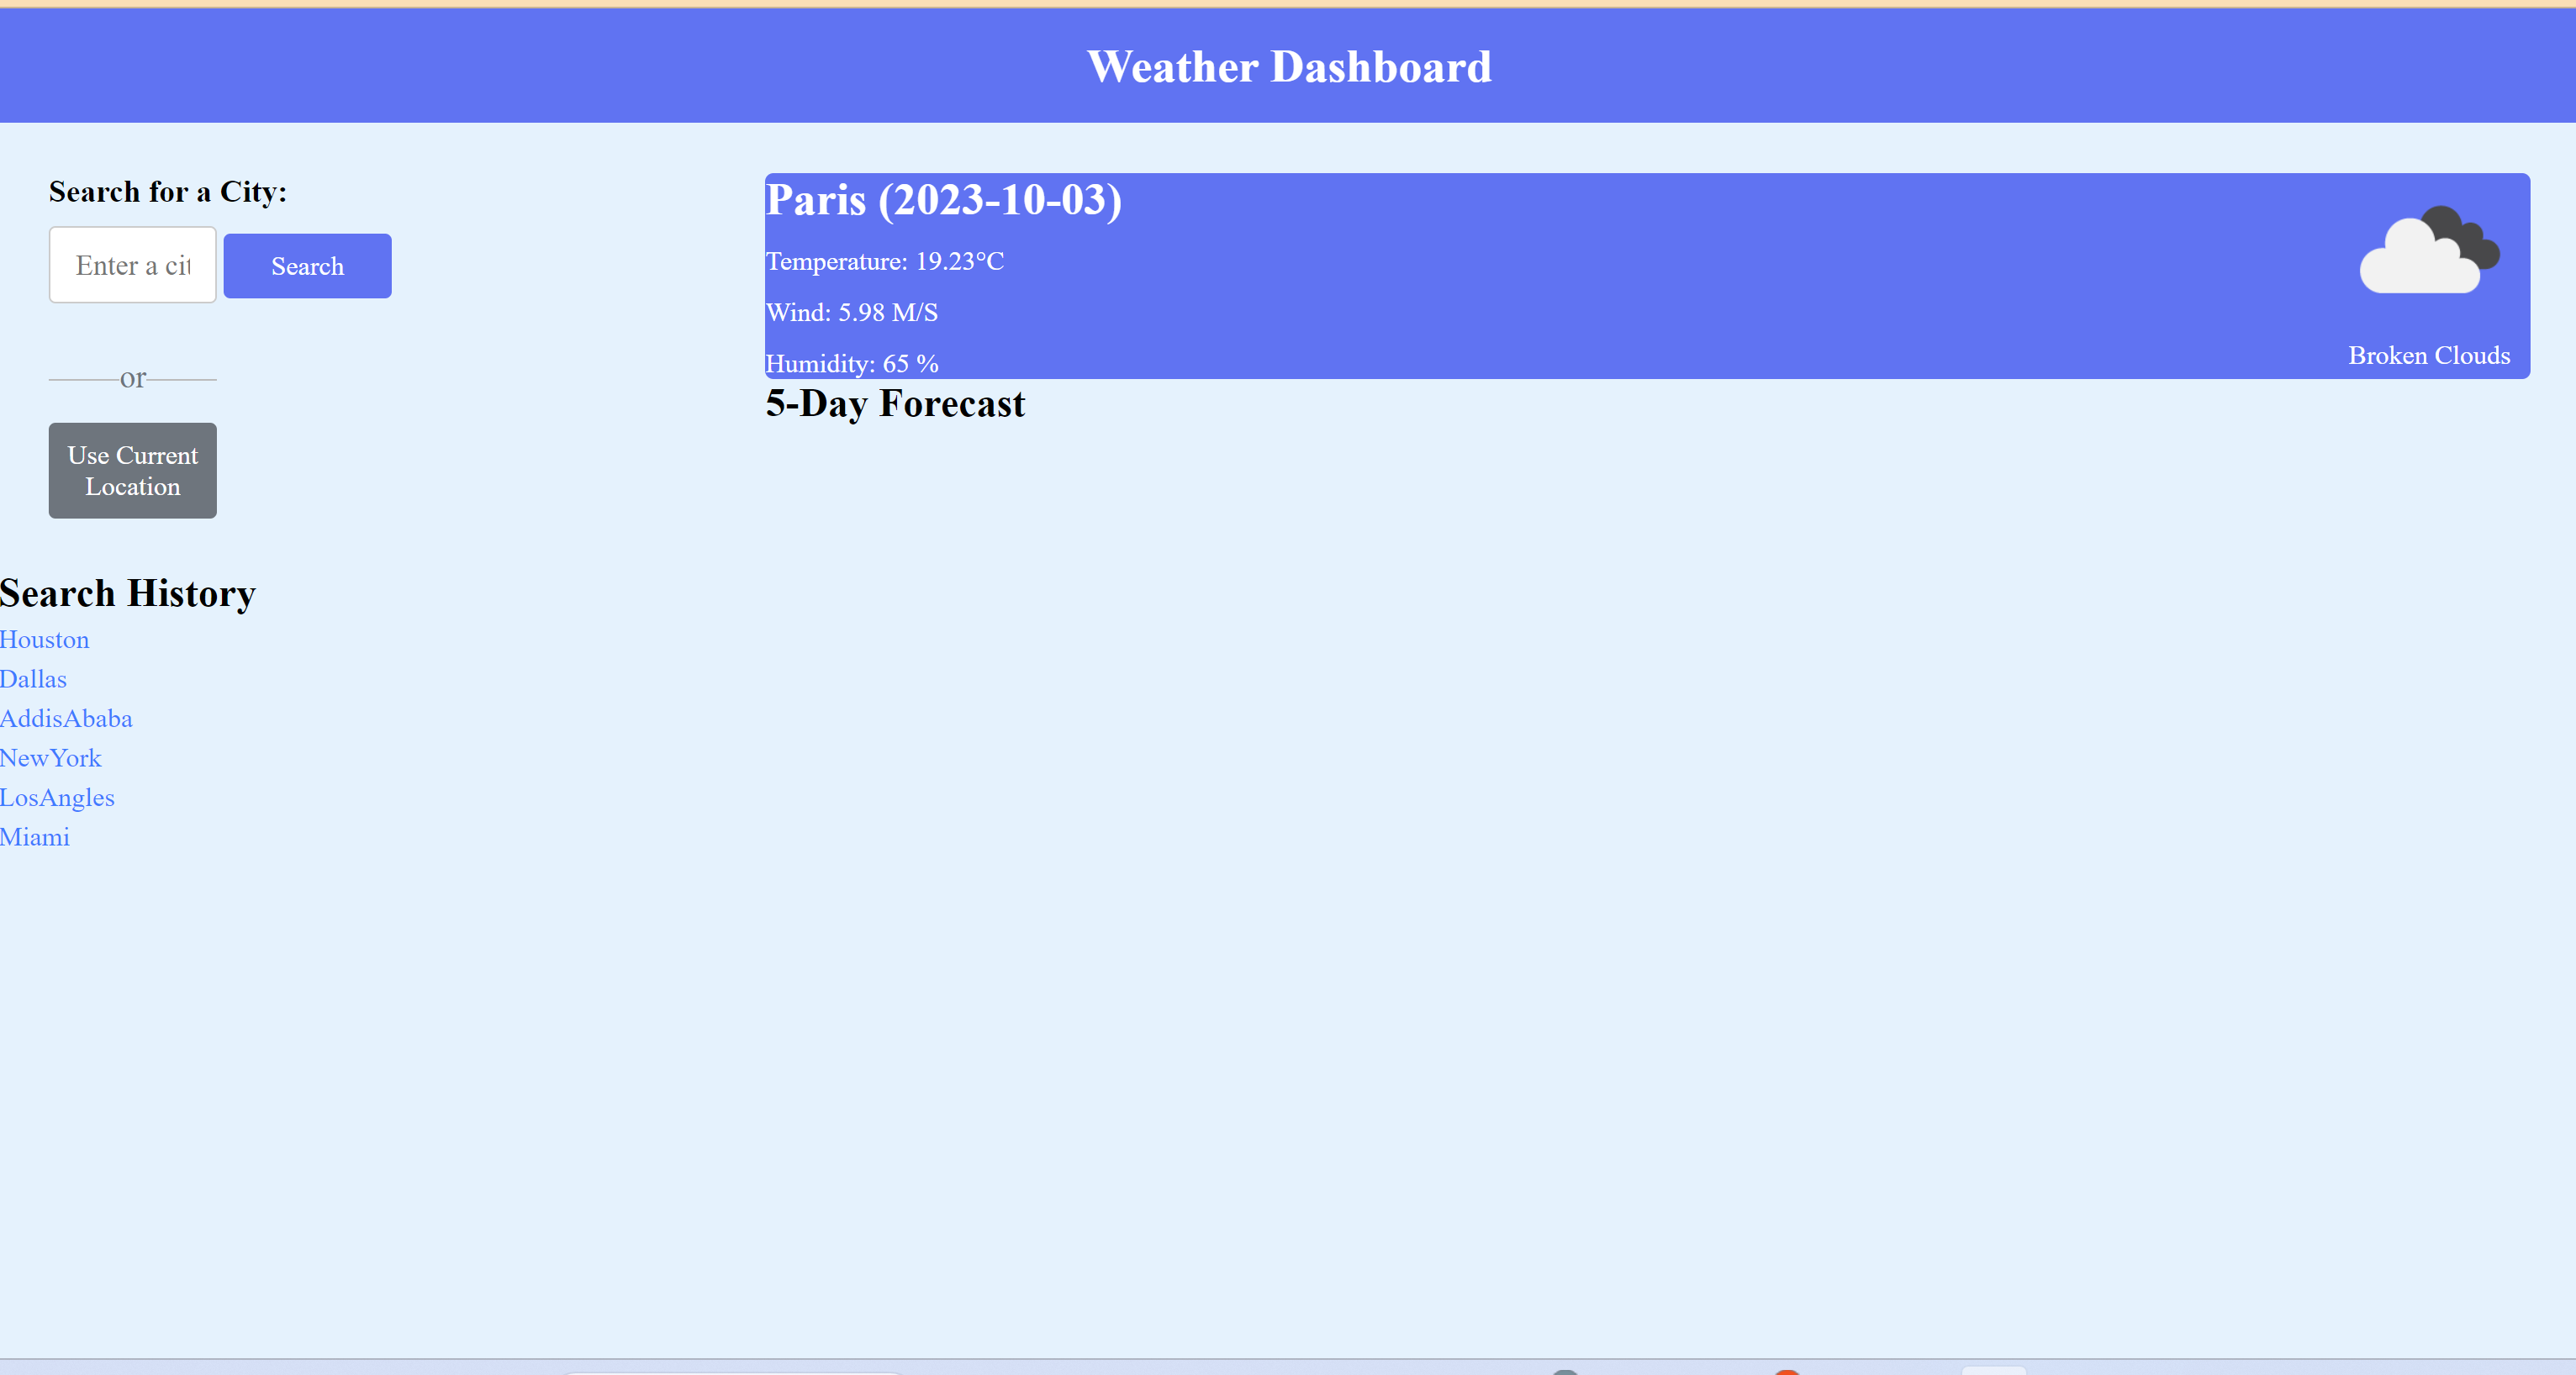 Weather Dashboard
Search for a City:
Enter a cit
Search
or
Use Current
Location
Search History
Houston
Dallas
AddisAbaba
NewYork
LosAngles
Miami
Paris (2023-10-03)
Temperature: 19.23°C
Wind: 5.98 M/S
Humidity: 65 %
Broken Clouds
5-Day Forecast